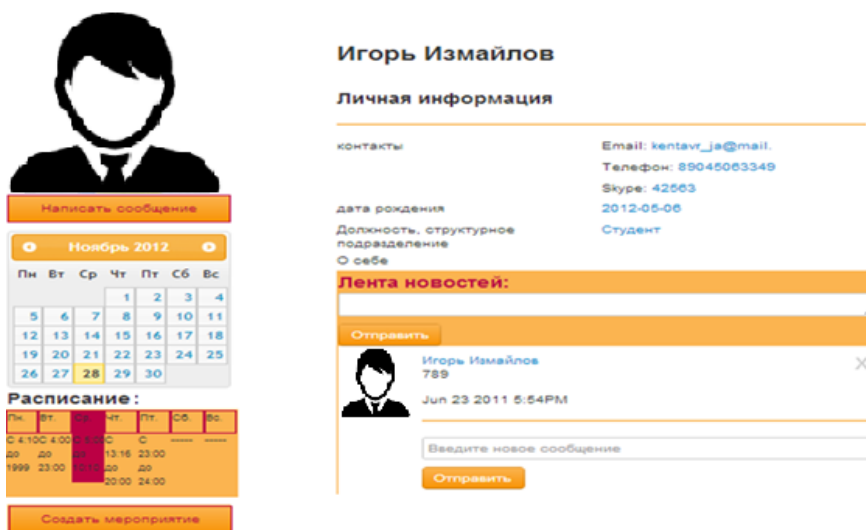 Написать сообщение
Ноябрь 2012
Пн Вт Ср Чт Пт Сб Вс
1 2 3 4
5 6 7 8 9 10 11
12 13 14 15 16 17 18
19 20 21 22 23 24 25
26 27 28 29 30
Расписание:
Пн. Вт. Ср. Чт. Пт. Сб. Вс.
С 4:10 С 4:00 С С ----- -----
до до до 13:16 23:00
1999 23:00 до до
20:00 24:00
Создать мероприятие
Игорь Измайлов
Личная информация
контакты Email: kentavr_ja@mail.
Телефон: 89045063349
Skype: 42563
дата рождения 2012-05-06
Должность, структурное Студент
подразделение
О себе
Лента новостей:
Отправить
Игорь Измайлов X
789
Jun 23 2011 5:54PM
Введите новое сообщение
Отправить